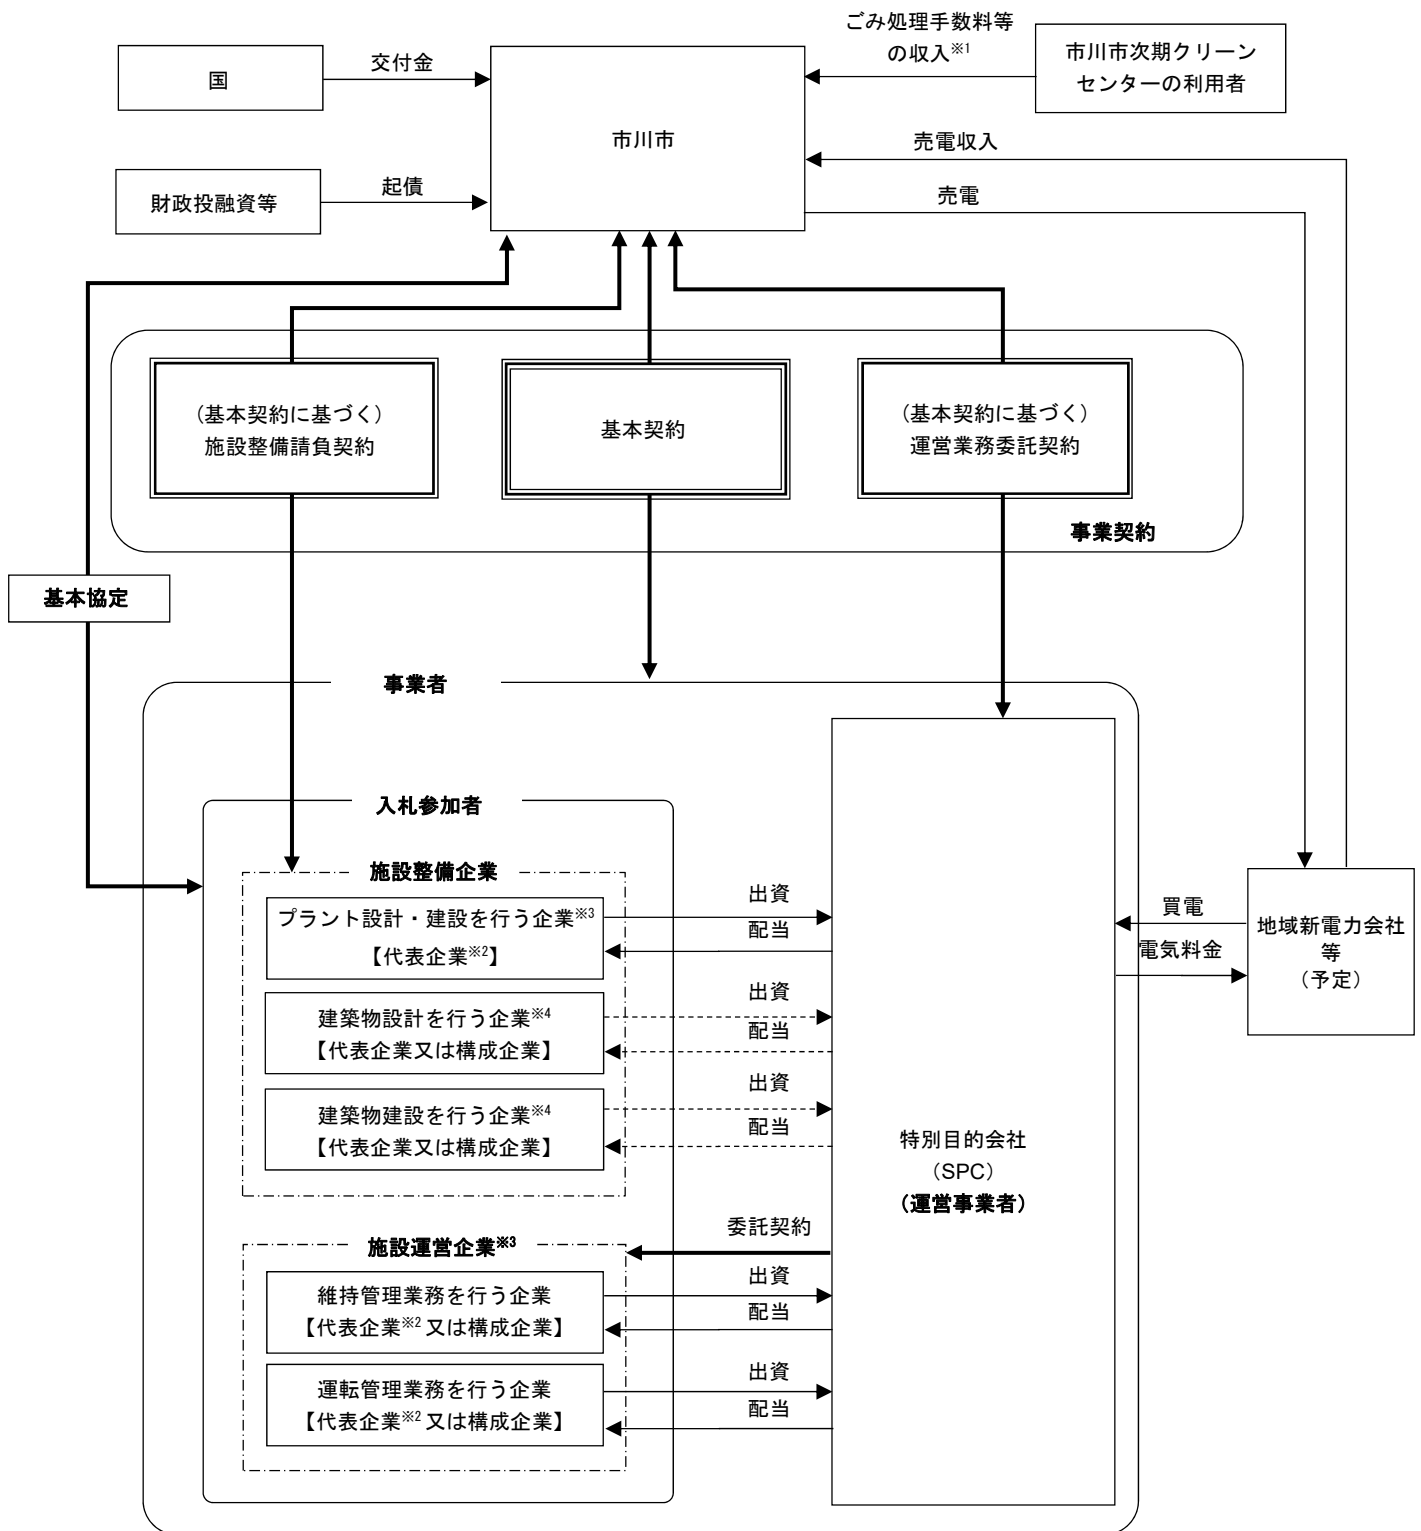 ごみ処理手数料等
の収入※1
国
交付金
市川市
市川市次期クリーン
センターの利用者
財政投融資等
起債
売電収入
売電
(基本契約に基づく)
施設整備請負契約
基本契約
(基本契約に基づく)
運営業務委託契約
事業契約
基本協定
事業者
入札参加者
施設整備企業
プラント設計・建設を行う企業※3
【代表企業※2】
出資
配当
建築物設計を行う企業※4
【代表企業又は構成企業】
出資
配当
建築物建設を行う企業※4
【代表企業又は構成企業】
出資
配当
買電
電気料金
地域新電力会社
等
(予定)
特別目的会社
(SPC)
(運営事業者)
委託契約
施設運営企業※3
維持管理業務を行う企業
【代表企業※2 又は構成企業】
出資
配当
運転管理業務を行う企業
【代表企業※2 又は構成企業】
出資
配当